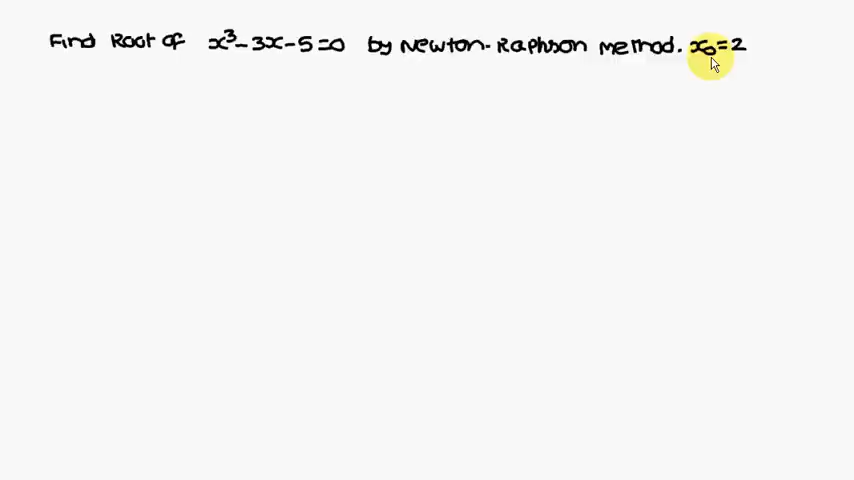 Find Root of x³-3x-5=0 by Newton-Raphson method. x₀=2